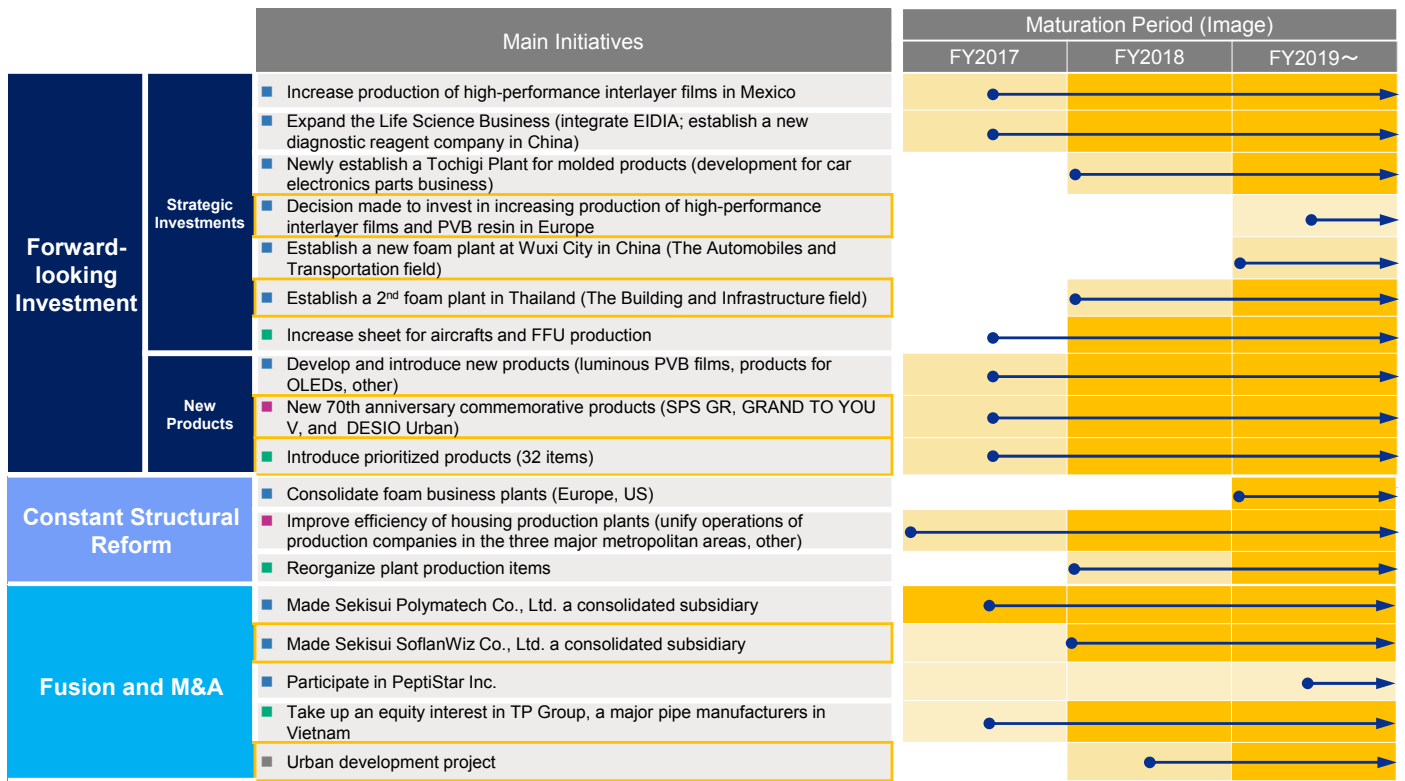 Main Initiatives
Maturation Period (Image)
FY2017
FY2018
FY2019～
Forward-
looking
Investment
Strategic
Investments
Increase production of high-performance interlayer films in Mexico
Expand the Life Science Business (integrate EIDIA; establish a new
diagnostic reagent company in China)
Newly establish a Tochigi Plant for molded products (development for car
electronics parts business)
Decision made to invest in increasing production of high-performance
interlayer films and PVB resin in Europe
Establish a new foam plant at Wuxi City in China (The Automobiles and
Transportation field)
Establish a 2nd foam plant in Thailand (The Building and Infrastructure field)
Increase sheet for aircrafts and FFU production
New
Products
Develop and introduce new products (luminous PVB films, products for
OLEDs, other)
New 70th anniversary commemorative products (SPS GR, GRAND TO YOU
V, and DESIO Urban)
Introduce prioritized products (32 items)
Constant Structural
Reform
Consolidate foam business plants (Europe, US)
Improve efficiency of housing production plants (unify operations of
production companies in the three major metropolitan areas, other)
Reorganize plant production items
Fusion and M&A
Made Sekisui Polymatech Co., Ltd. a consolidated subsidiary
Made Sekisui SoflanWiz Co., Ltd. a consolidated subsidiary
Participate in PeptiStar Inc.
Take up an equity interest in TP Group, a major pipe manufacturers in
Vietnam
Urban development project